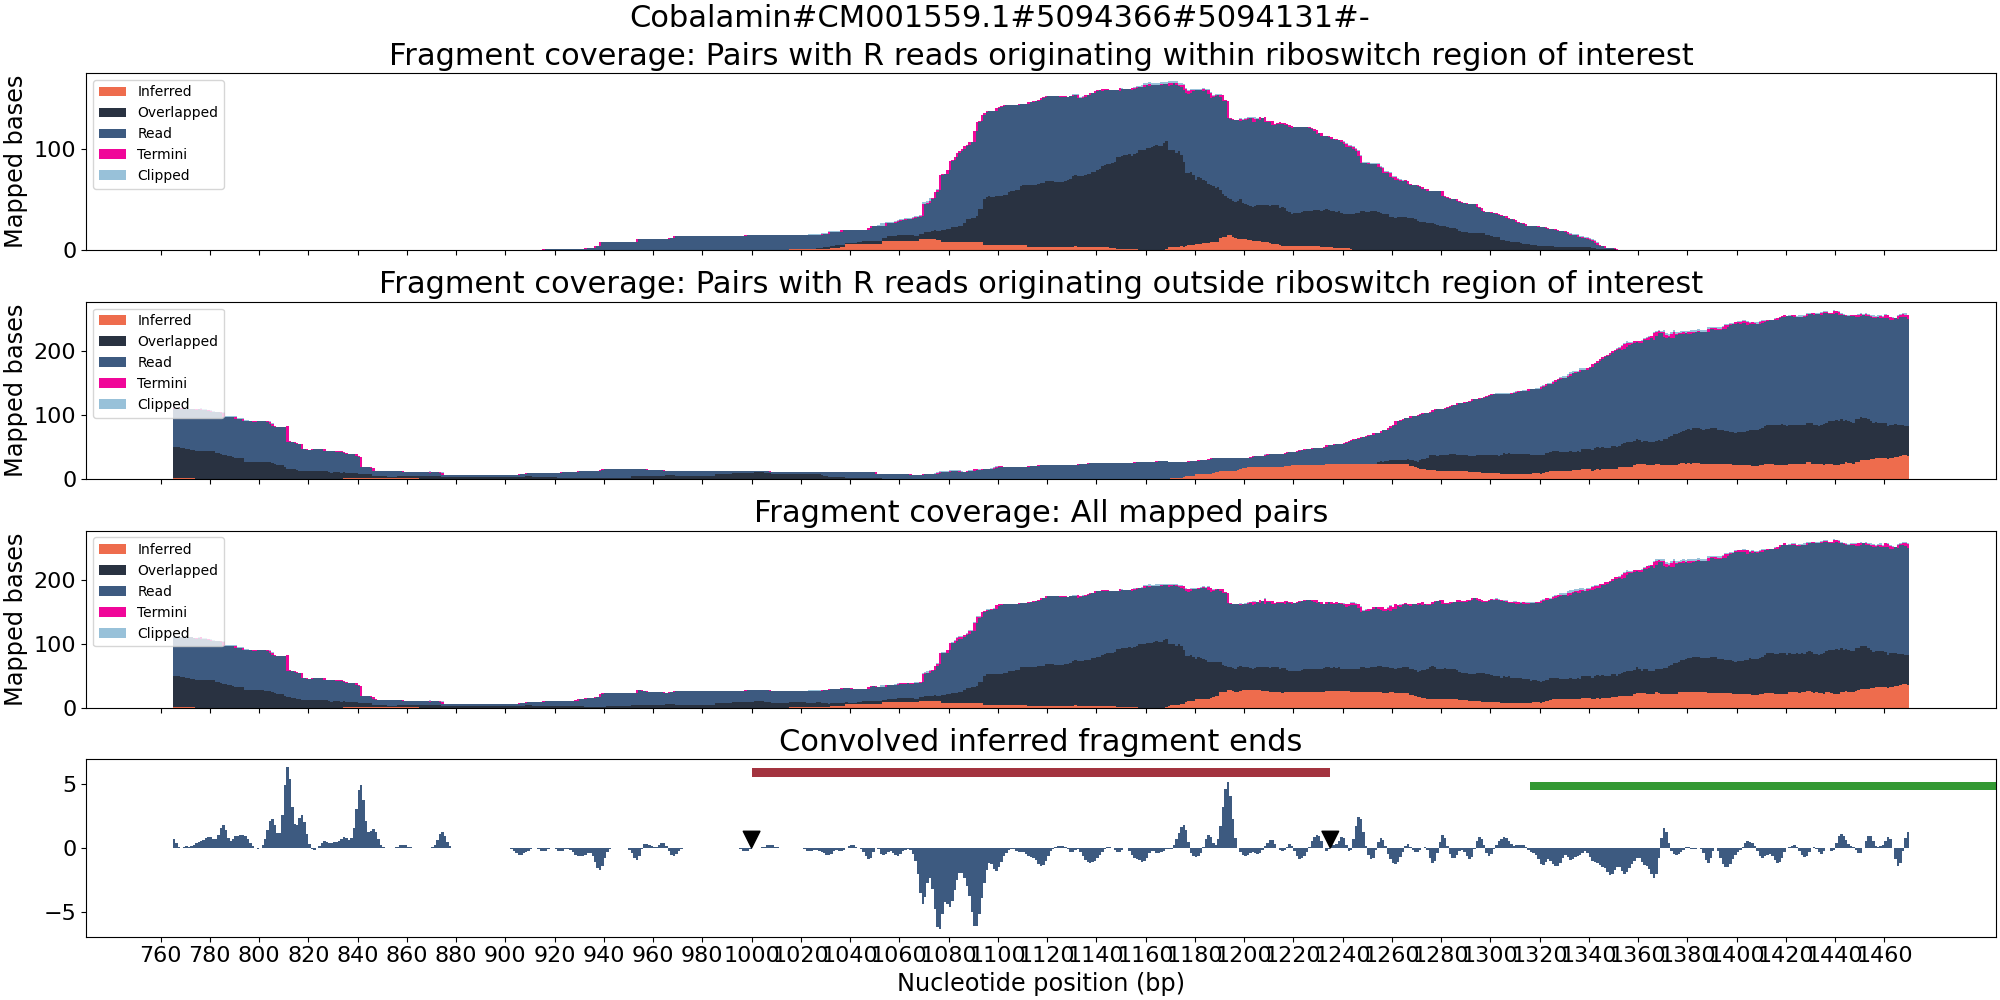 Cobalamin#CM001559.1#5094366#5094131#-
Fragment coverage: Pairs with R reads originating within riboswitch region of interest
Mapped bases
100
0
Inferred
Overlapped
Read
Termini
Clipped
Fragment coverage: Pairs with R reads originating outside riboswitch region of interest
Mapped bases
200
100
0
Inferred
Overlapped
Read
Termini
Clipped
Fragment coverage: All mapped pairs
Mapped bases
200
100
0
Inferred
Overlapped
Read
Termini
Clipped
Convolved inferred fragment ends
5
0
−5
760 780 800 820 840 860 880 900 920 940 960 980 1000 1020 1040 1060 1080 1100 1120 1140 1160 1180 1200 1220 1240 1260 1280 1300 1320 1340 1360 1380 1400 1420 1440 1460
Nucleotide position (bp)